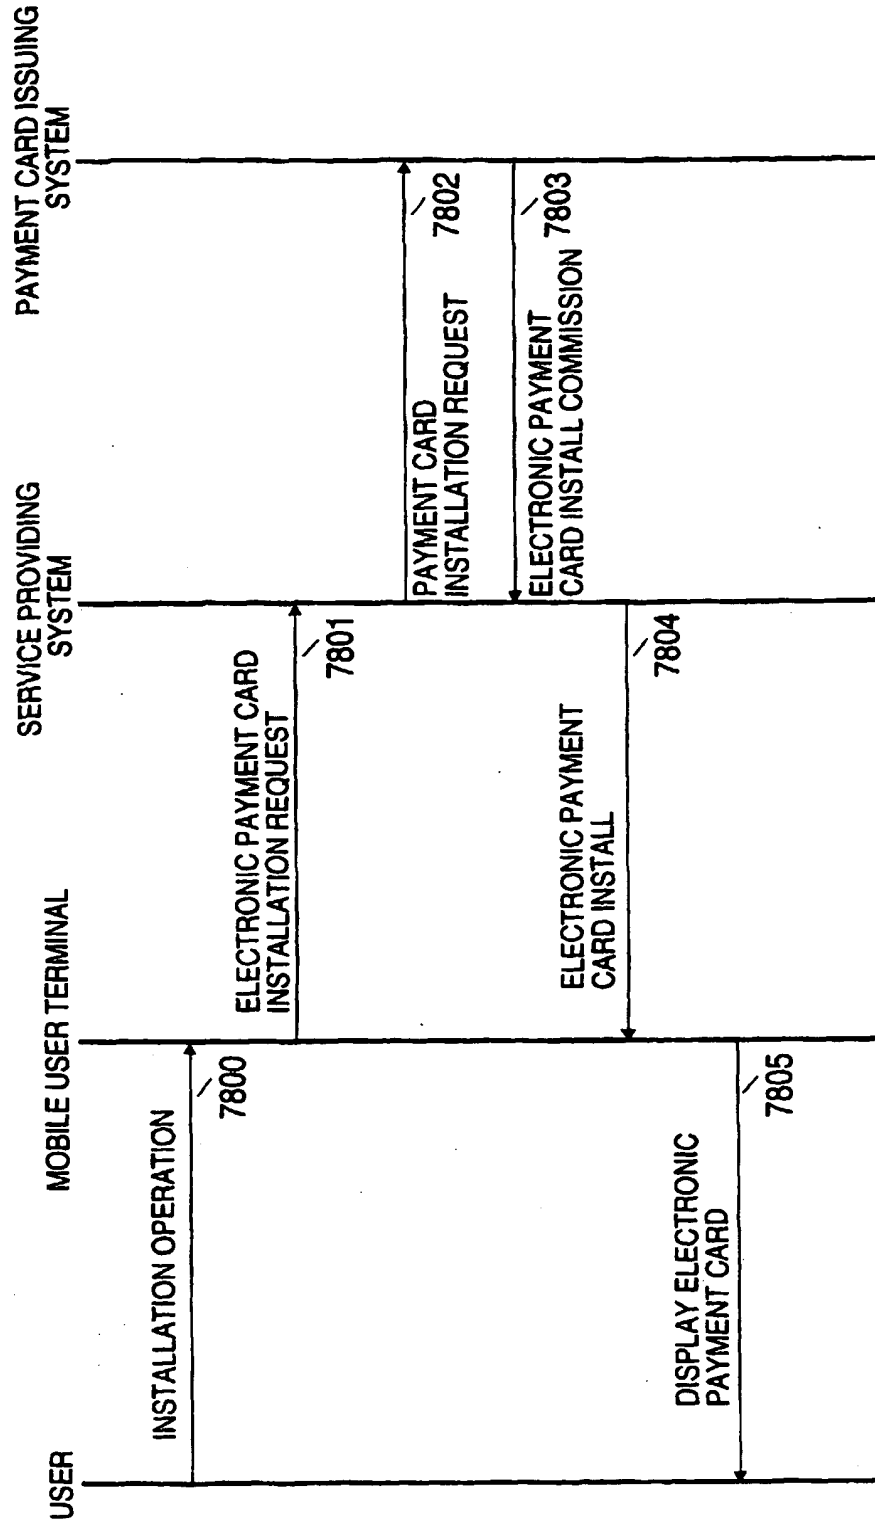 USER
MOBILE USER TERMINAL
SERVICE PROVIDING
SYSTEM
PAYMENT CARD ISSUING
SYSTEM
INSTALLATION OPERATION
7800
ELECTRONIC PAYMENT CARD
INSTALLATION REQUEST
7801
PAYMENT CARD
INSTALLATION REQUEST
7802
ELECTRONIC PAYMENT
CARD INSTALL COMMISSION
7803
ELECTRONIC PAYMENT
CARD INSTALL
7804
DISPLAY ELECTRONIC
PAYMENT CARD
7805